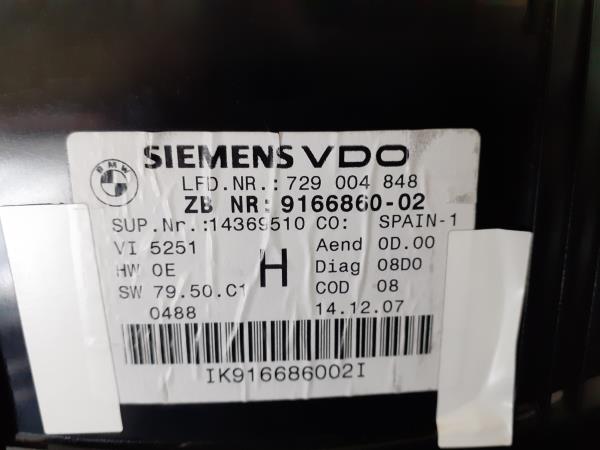 BMW
SIEMENS VDO
LFD.NR.: 729 004 848
ZB NR: 9166860-02
SUP.Nr.:14369510 CO: SPAIN-1
VI 5251 Aend 0D.00
HW 0E H Diag 08D0
SW 79.50.C1 COD 08
0488 14.12.07
IK916686002I